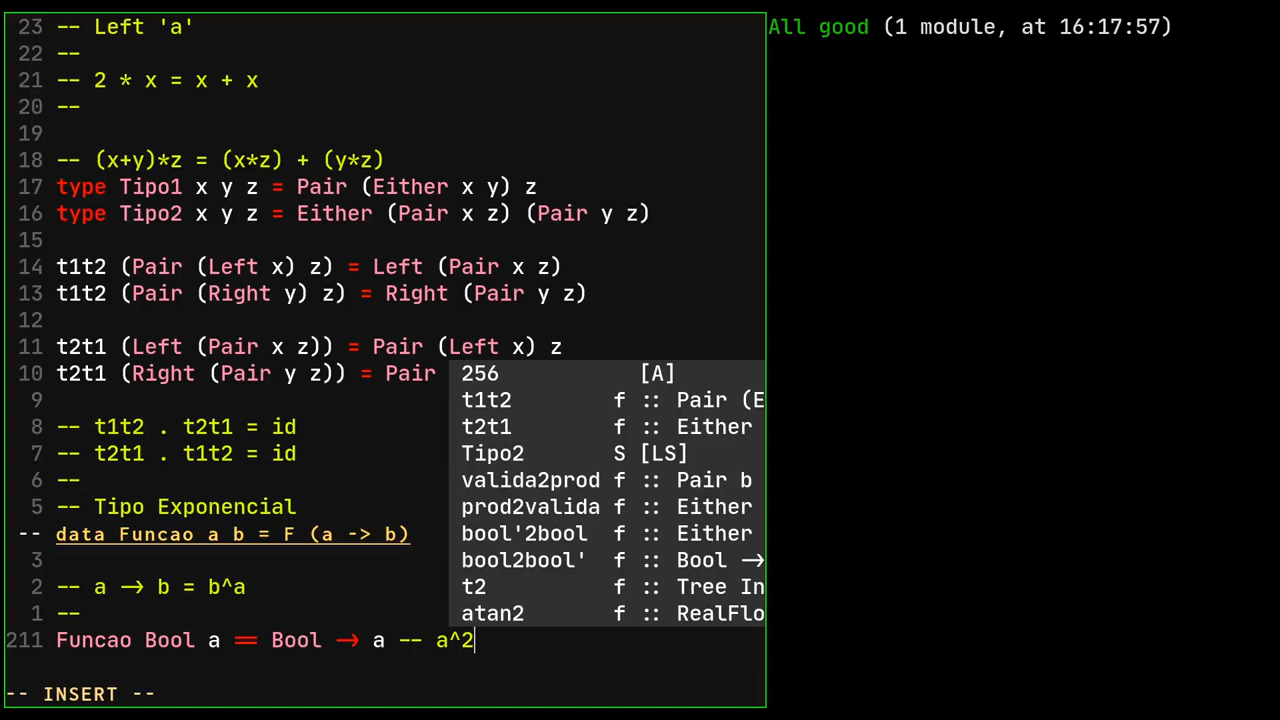 23 -- Left 'a'
All good (1 module, at 16:17:57)
22 --
21 -- 2 * x = x + x
20 --
19
18 -- (x+y)*z = (x*z) + (y*z)
17 type Tipo1 x y z = Pair (Either x y) z
16 type Tipo2 x y z = Either (Pair x z) (Pair y z)
15
14 t1t2 (Pair (Left x) z) = Left (Pair x z)
13 t1t2 (Pair (Right y) z) = Right (Pair y z)
12
11 t2t1 (Left (Pair x z)) = Pair (Left x) z
10 t2t1 (Right (Pair y z)) = Pair
9
8 -- t1t2 . t2t1 = id
7 -- t2t1 . t1t2 = id
6 --
5 -- Tipo Exponencial
-- data Funcao a b = F (a -> b)
3
2 -- a -> b = b^a
1 --
211 Funcao Bool a == Bool -> a -- a^2
256 [A]
t1t2 f :: Pair (E
t2t1 f :: Either
Tipo2 S [LS]
valida2prod f :: Pair b
prod2valida f :: Either
bool'2bool f :: Either
bool2bool' f :: Bool ->
t2 f :: Tree In
atan2 f :: RealFlo
-- INSERT --